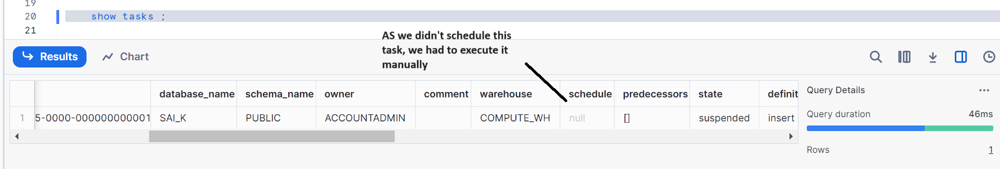 19
20 show tasks ;
21
AS we didn't schedule this
task, we had to execute it
manually
Results Chart
database_name schema_name owner comment warehouse schedule predecessors state definit
1 5-0000-000000000001 SAI_K PUBLIC ACCOUNTADMIN COMPUTE_WH null [] suspended insert
Query Details ...
Query duration 46ms
Rows 1